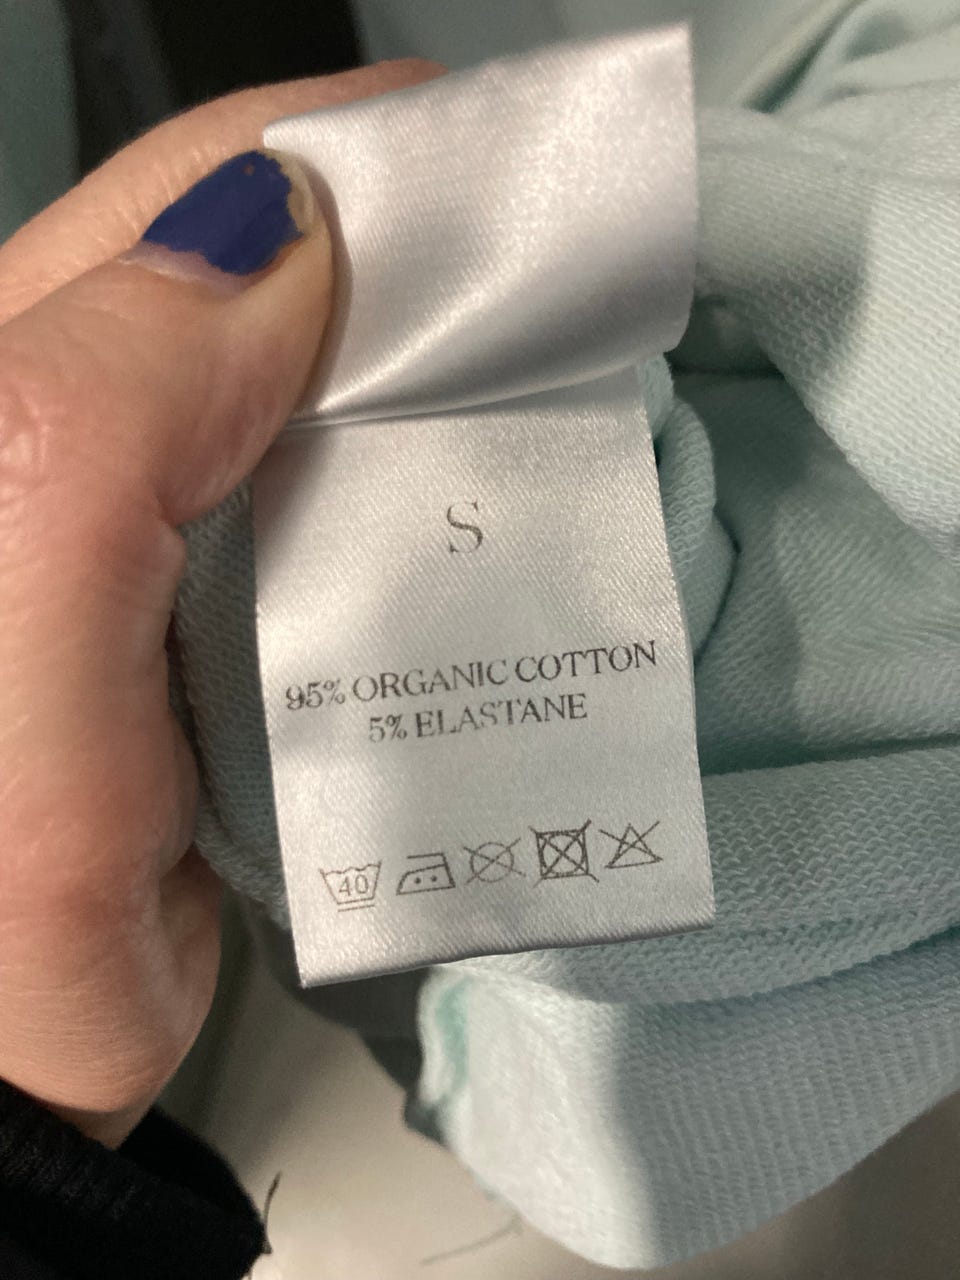 S
95% ORGANIC COTTON
5% ELASTANE
40